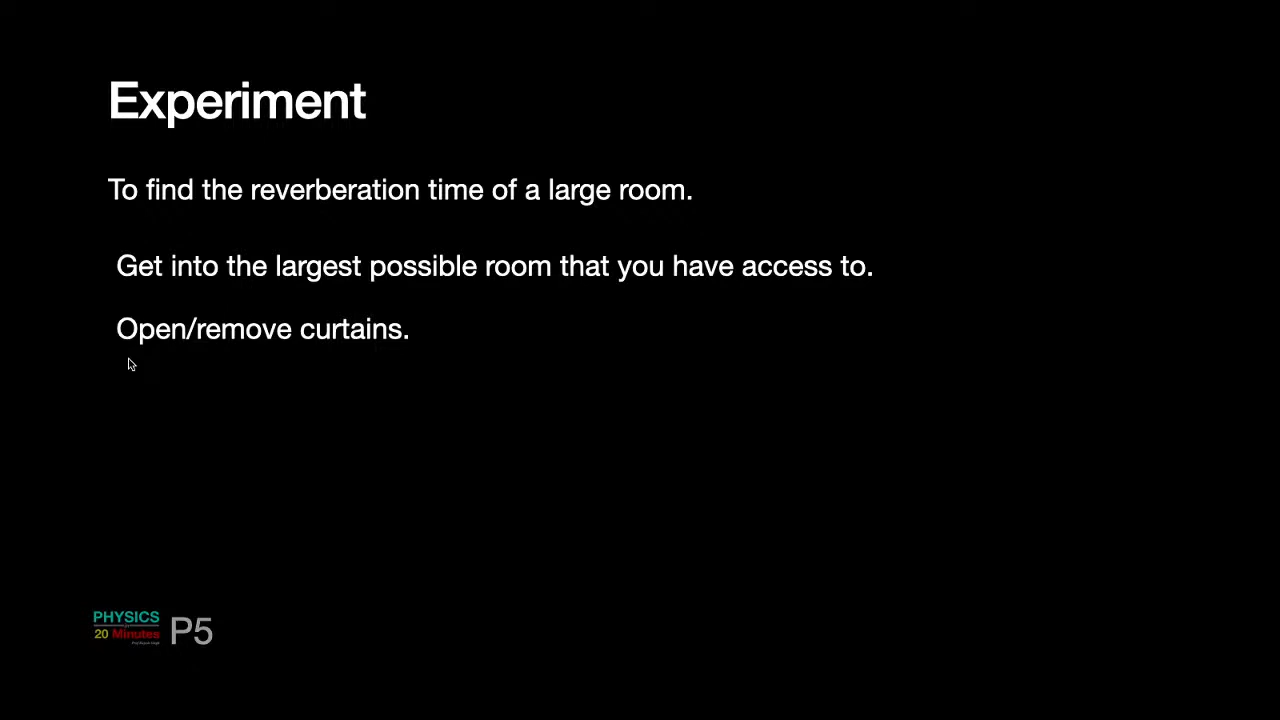 Experiment
To find the reverberation time of a large room.
Get into the largest possible room that you have access to.
Open/remove curtains.
PHYSICS
20 Minutes
P5